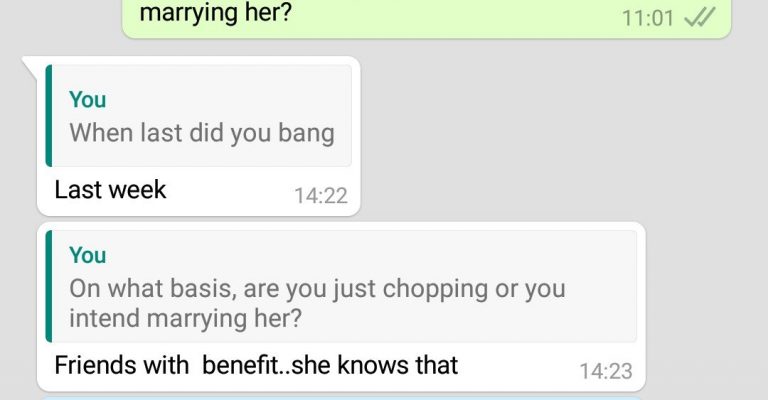 marrying her?
11:01
You
When last did you bang
Last week
14:22
You
On what basis, are you just chopping or you
intend marrying her?
Friends with  benefit..she knows that
14:23